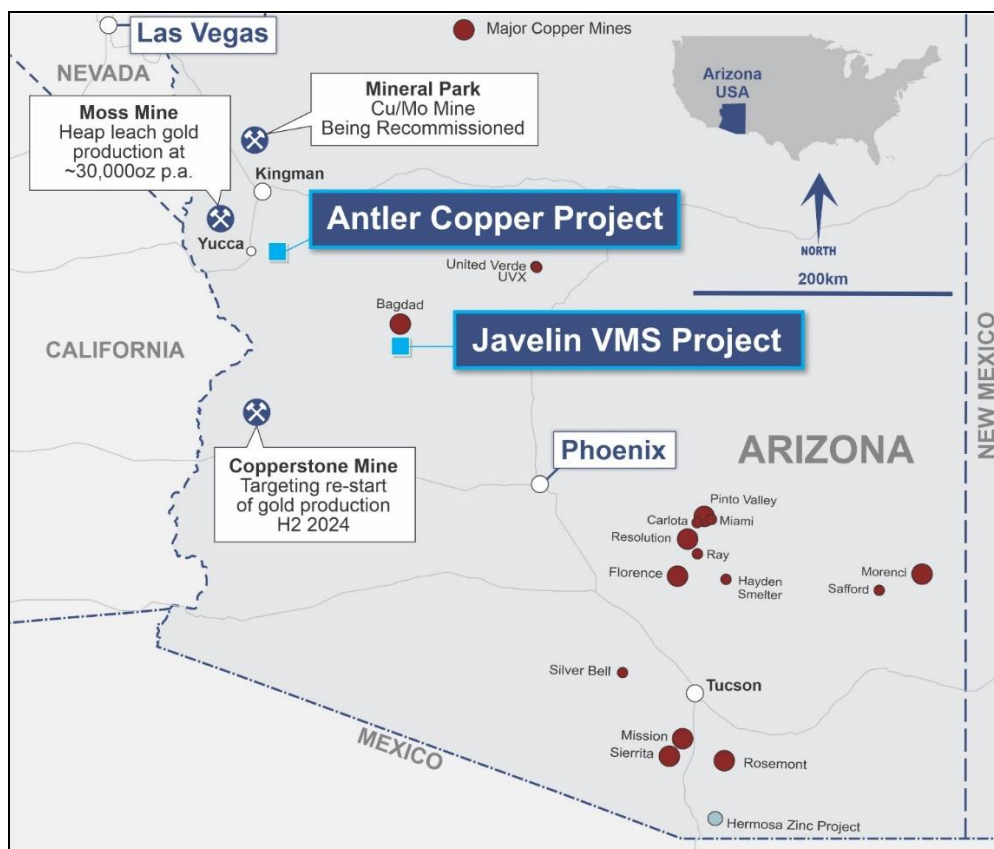 Las Vegas
Major Copper Mines
NEVADA
Arizona
USA
Moss Mine
Heap leach gold
production at
~30,000oz p.a.
Mineral Park
Cu/Mo Mine
Being Recommissioned
Kingman
Antler Copper Project
Yucca
NORTH
200km
United Verde
UVX
Bagdad
CALIFORNIA
Javelin VMS Project
NEW MEXICO
Copperstone Mine
Targeting re-start
of gold production
H2 2024
Phoenix
ARIZONA
Pinto Valley
Carlota
Miami
Resolution
Ray
Florence
Hayden
Smelter
Morenci
Safford
Silver Bell
Tucson
MEXICO
Mission
Sierrita
Rosemont
Hermosa Zinc Project